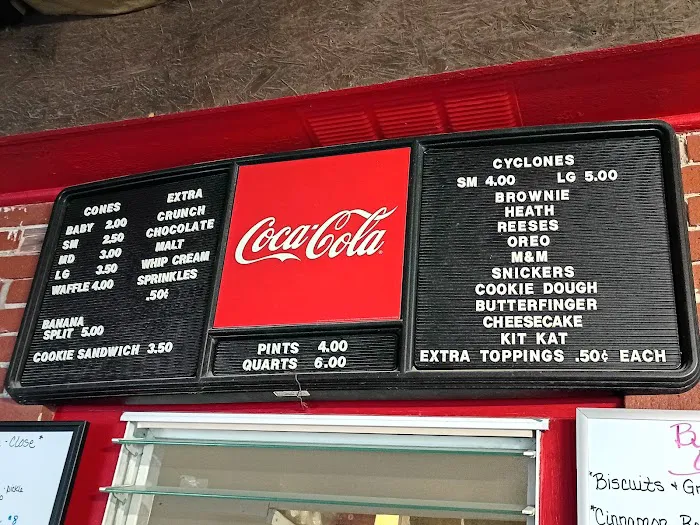 CONES
BABY 2.00
SM 2.50
MD 3.00
LG 3.50
WAFFLE 4.00
EXTRA
CRUNCH
CHOCOLATE
MALT
WHIP CREAM
SPRINKLES
.50¢
BANANA
SPLIT 5.00
COOKIE SANDWICH 3.50
Coca-Cola
PINTS 4.00
QUARTS 6.00
CYCLONES
SM 4.00 LG 5.00
BROWNIE
HEATH
REESES
OREO
M&M
SNICKERS
COOKIE DOUGH
BUTTERFINGER
CHEESECAKE
KIT KAT
EXTRA TOPPINGS .50¢ EACH
-Close*
-Pickle
*8
"Biscuits + Gr
"Cinnamon